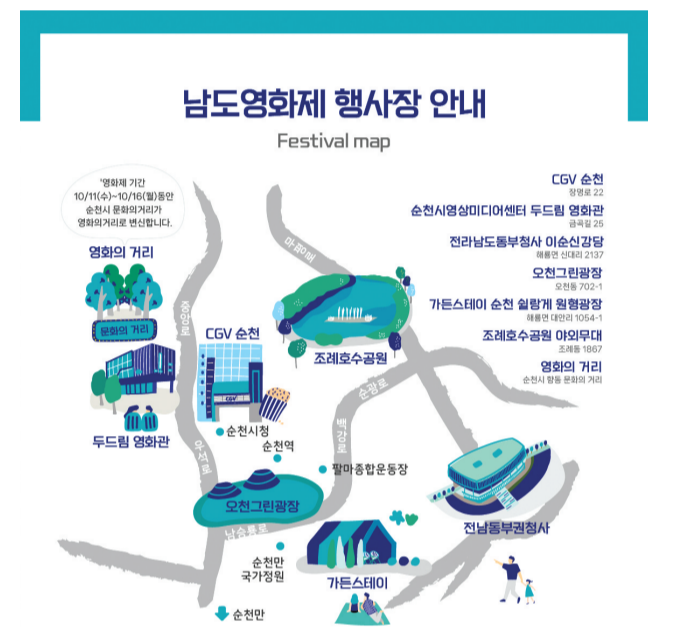 남도영화제 행사장 안내
Festival map
'영화제 기간
10/11(수)~10/16(월)동안
순천시 문화의거리가
영화의거리로 변신합니다.
CGV 순천
장명로 22
순천시영상미디어센터 두드림 영화관
금곡길 25
전라남도동부청사 이순신강당
해룡면 신대리 2137
오천그린광장
오천동 702-1
가든스테이 순천 쉴랑게 원형광장
해룡면 대안리 1054-1
조례호수공원 야외무대
조례동 1867
영화의 거리
순천시 향동 문화의 거리
영화의 거리
문화의 거리
중앙로
CGV 순천
CGV
조례호수공원
순광로
백강로
두드림 영화관
우석로
순천시청
순천역
팔마종합운동장
오천그린광장
남승룡로
전남동부권청사
순천만
국가정원
가든스테이
순천만